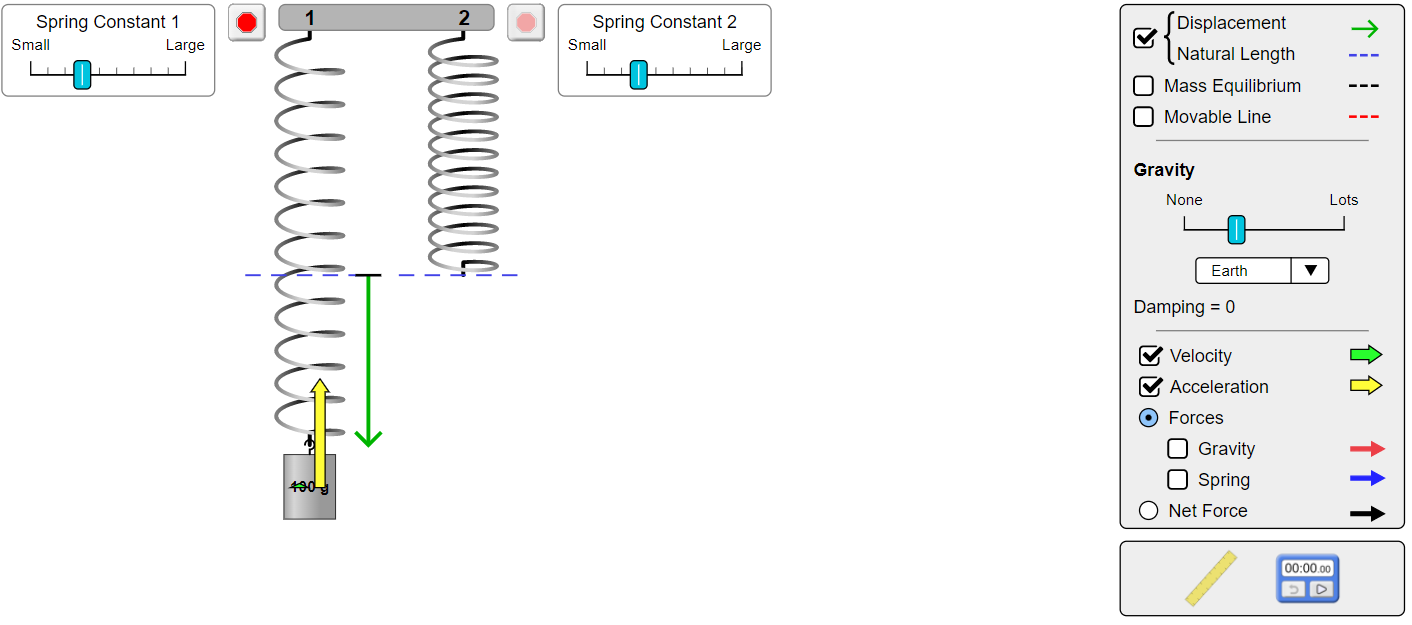 Spring Constant 1
Small Large
1 2
Spring Constant 2
Small Large
100 g
Displacement
Natural Length
Mass Equilibrium
Movable Line
Gravity
None Lots
Earth
Damping = 0
Velocity
Acceleration
Forces
Gravity
Spring
Net Force
00:00.00